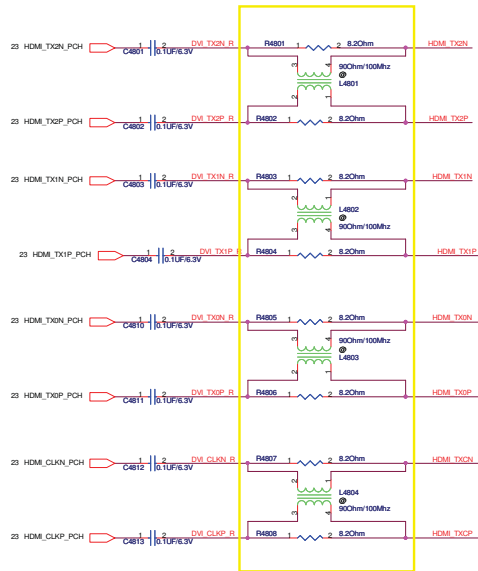 23 HDMI_TX2N_PCH 1 2 C4801 0.1UF/6.3V DVI_TX2N_R R4801 1 2 8.2Ohm HDMI_TX2N
3 4 90Ohm/100Mhz
@
2 1 L4801
23 HDMI_TX2P_PCH 1 2 C4802 0.1UF/6.3V DVI_TX2P_R R4802 1 2 8.2Ohm HDMI_TX2P
23 HDMI_TX1N_PCH 1 2 C4803 0.1UF/6.3V DVI_TX1N_R R4803 1 2 8.2Ohm HDMI_TX1N
2 1 L4802
@
3 4 90Ohm/100Mhz
23 HDMI_TX1P_PCH 1 2 C4804 0.1UF/6.3V DVI_TX1P R4804 1 2 8.2Ohm HDMI_TX1P
23 HDMI_TX0N_PCH 1 2 C4810 0.1UF/6.3V DVI_TX0N_R R4805 1 2 8.2Ohm HDMI_TX0N
3 4 90Ohm/100Mhz
@
2 1 L4803
23 HDMI_TX0P_PCH 1 2 C4811 0.1UF/6.3V DVI_TX0P_R R4806 1 2 8.2Ohm HDMI_TX0P
23 HDMI_CLKN_PCH 1 2 C4812 0.1UF/6.3V DVI_CLKN_R R4807 1 2 8.2Ohm HDMI_TXCN
2 1 L4804
@
3 4 90Ohm/100Mhz
23 HDMI_CLKP_PCH 1 2 C4813 0.1UF/6.3V DVI_CLKP_R R4808 1 2 8.2Ohm HDMI_TXCP